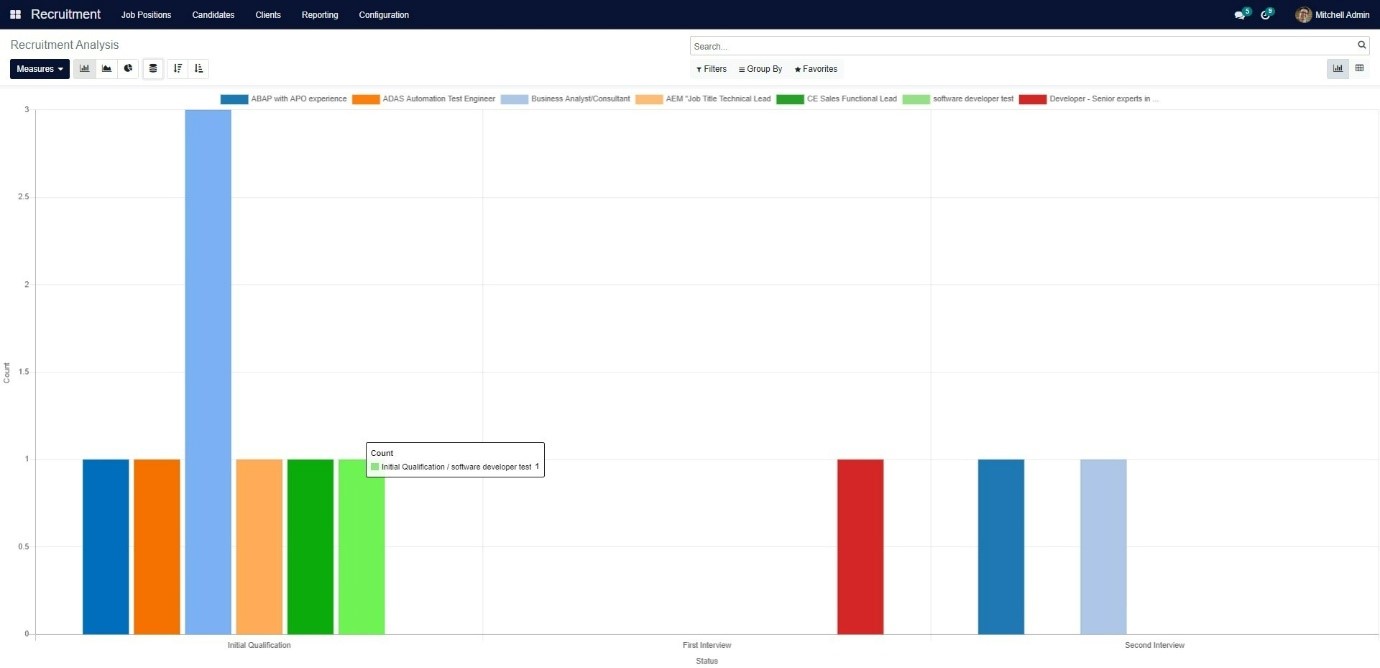 Recruitment Job Positions Candidates Clients Reporting Configuration 5 9 Mitchell Admin
Recruitment Analysis
Search...
Measures Filters Group By Favorites
ABAP with APO experience ADAS Automation Test Engineer Business Analyst/Consultant AEM "Job Title Technical Lead CE Sales Functional Lead software developer test Developer - Senior experts in ...
3
2.5
2
1.5
Count
1
Count
Initial Qualification / software developer test 1
0.5
0
Initial Qualification First Interview Second Interview
Status